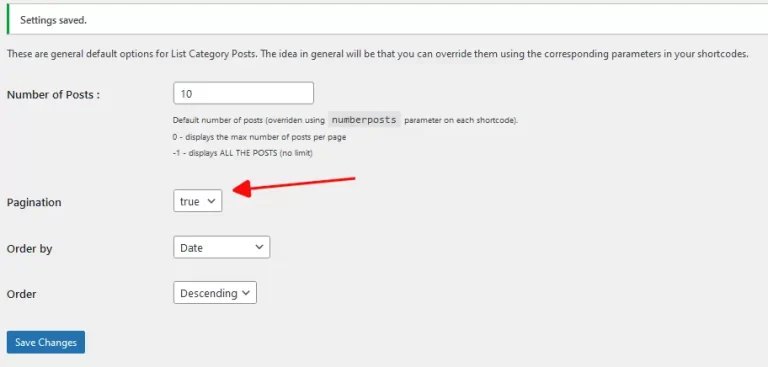 Settings saved.
These are general default options for List Category Posts. The idea in general will be that you can override them using the corresponding parameters in your shortcodes.
Number of Posts :
10
Default number of posts (overriden using numberposts parameter on each shortcode).
0 - displays the max number of posts per page
-1 - displays ALL THE POSTS (no limit)
Pagination
true
Order by
Date
Order
Descending
Save Changes